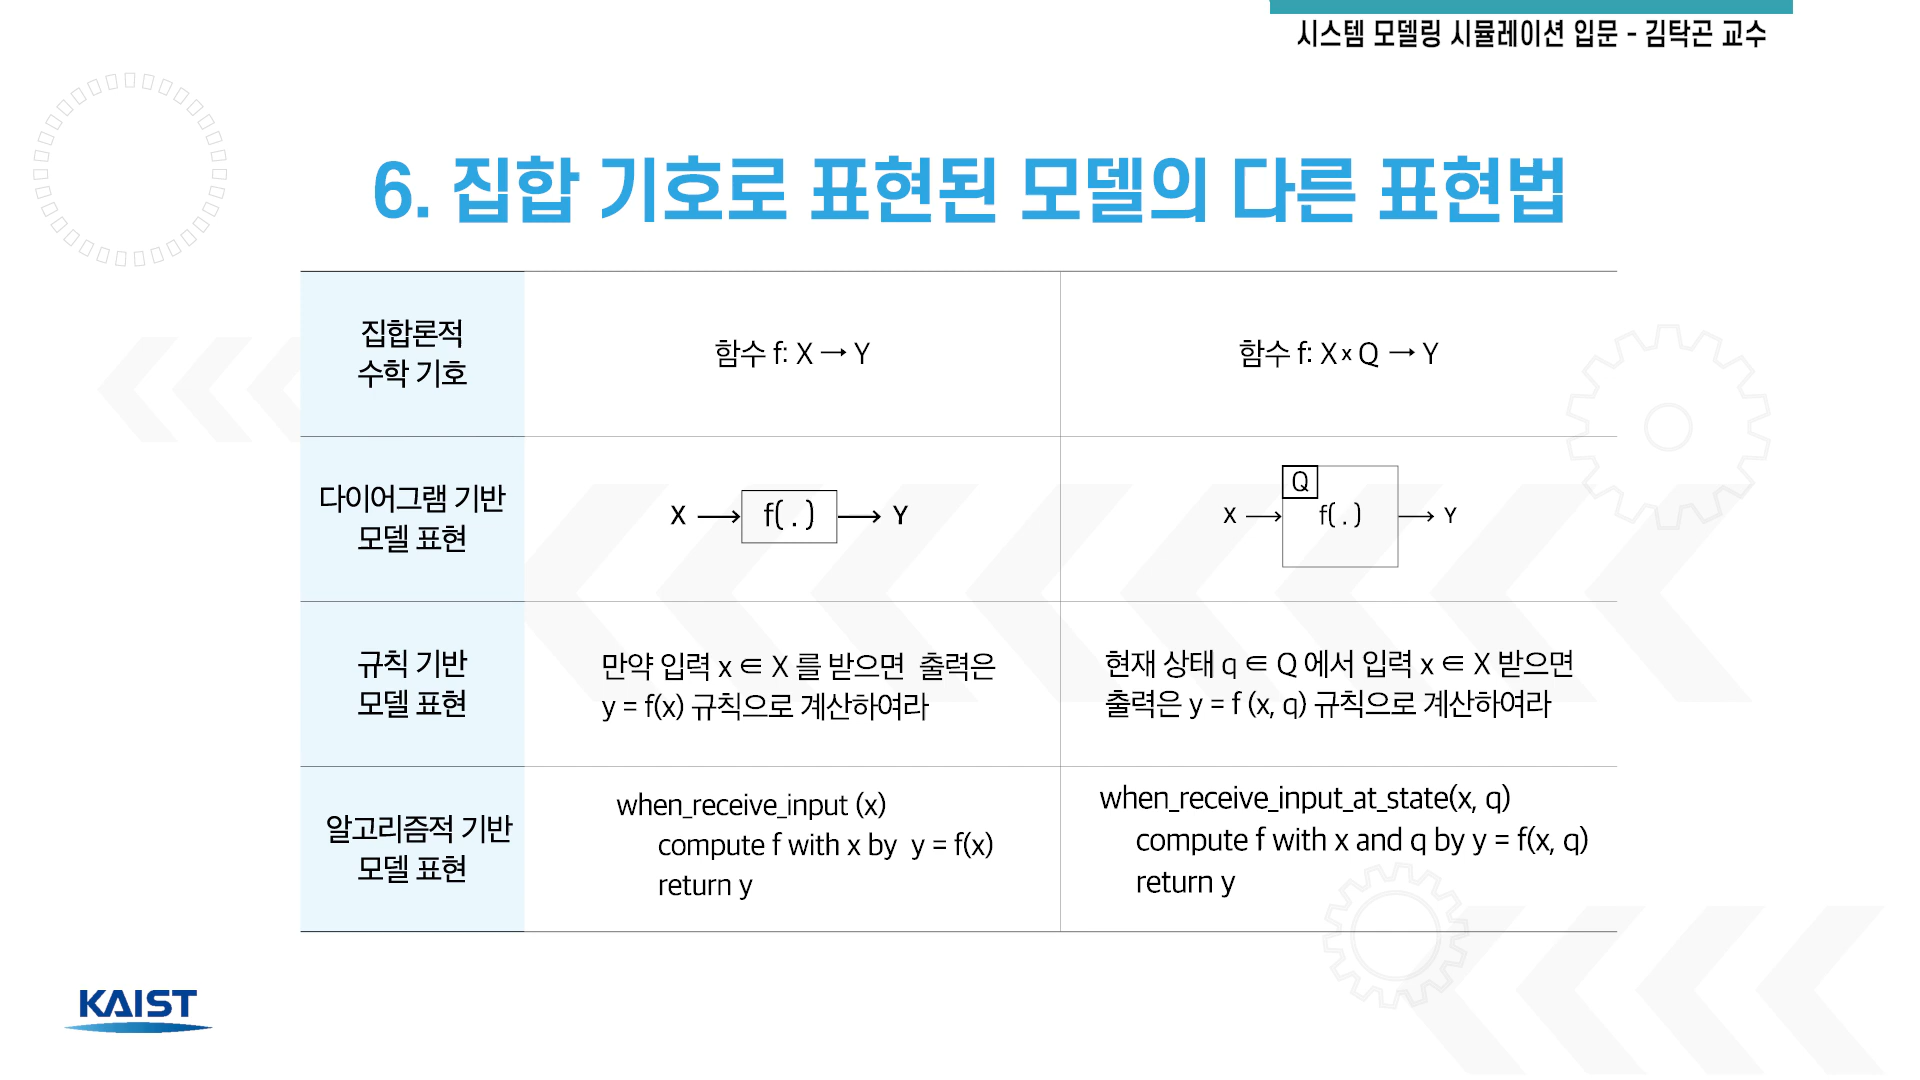 시스템 모델링 시뮬레이션 입문 - 김탁곤 교수
6. 집합 기호로 표현된 모델의 다른 표현법
집합론적
수학 기호
함수 f: X → Y
함수 f: X x Q → Y
다이어그램 기반
모델 표현
X → f( . ) → Y
Q
X → f( . ) → Y
규칙 기반
모델 표현
만약 입력 x ∈ X 를 받으면 출력은
y = f(x) 규칙으로 계산하여라
현재 상태 q ∈ Q 에서 입력 x ∈ X 받으면
출력은 y = f (x, q) 규칙으로 계산하여라
알고리즘적 기반
모델 표현
when_receive_input (x)
compute f with x by y = f(x)
return y
when_receive_input_at_state(x, q)
compute f with x and q by y = f(x, q)
return y
KAIST